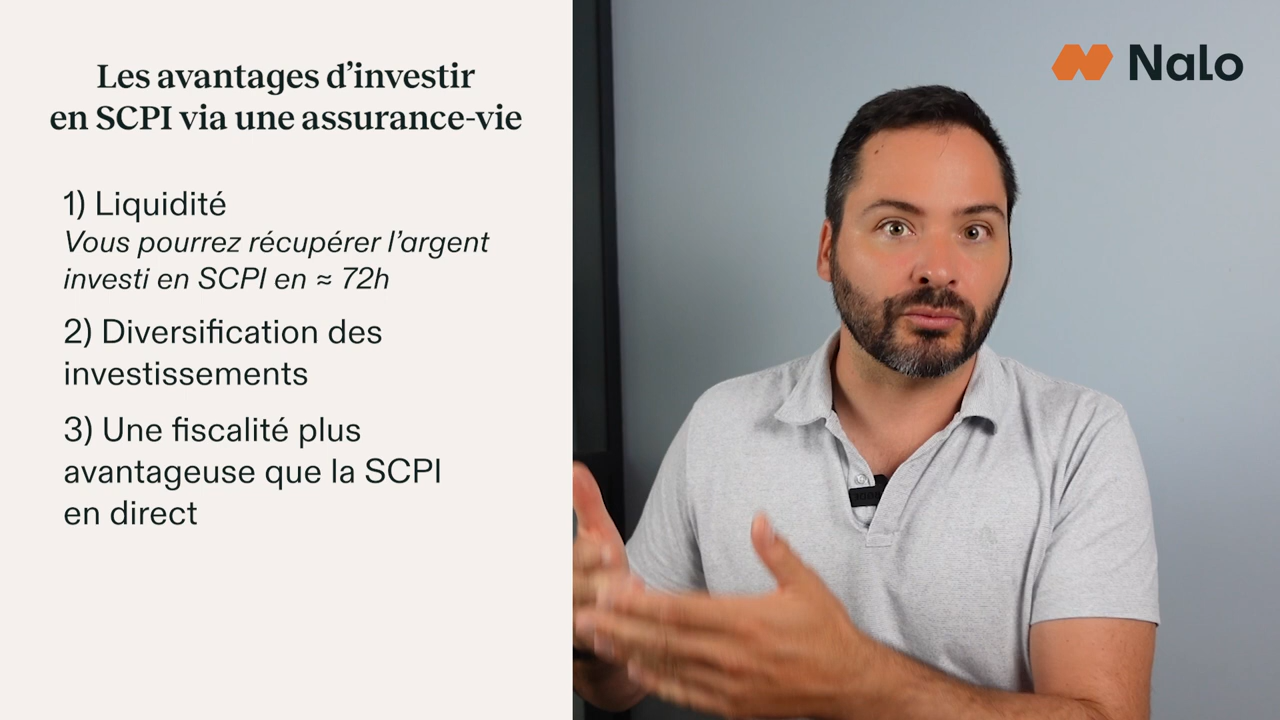 Les avantages d’investir
en SCPI via une assurance-vie
1) Liquidité
Vous pourrez récupérer l’argent
investi en SCPI en ≈ 72h
2) Diversification des
investissements
3) Une fiscalité plus
avantageuse que la SCPI
en direct
Nalo